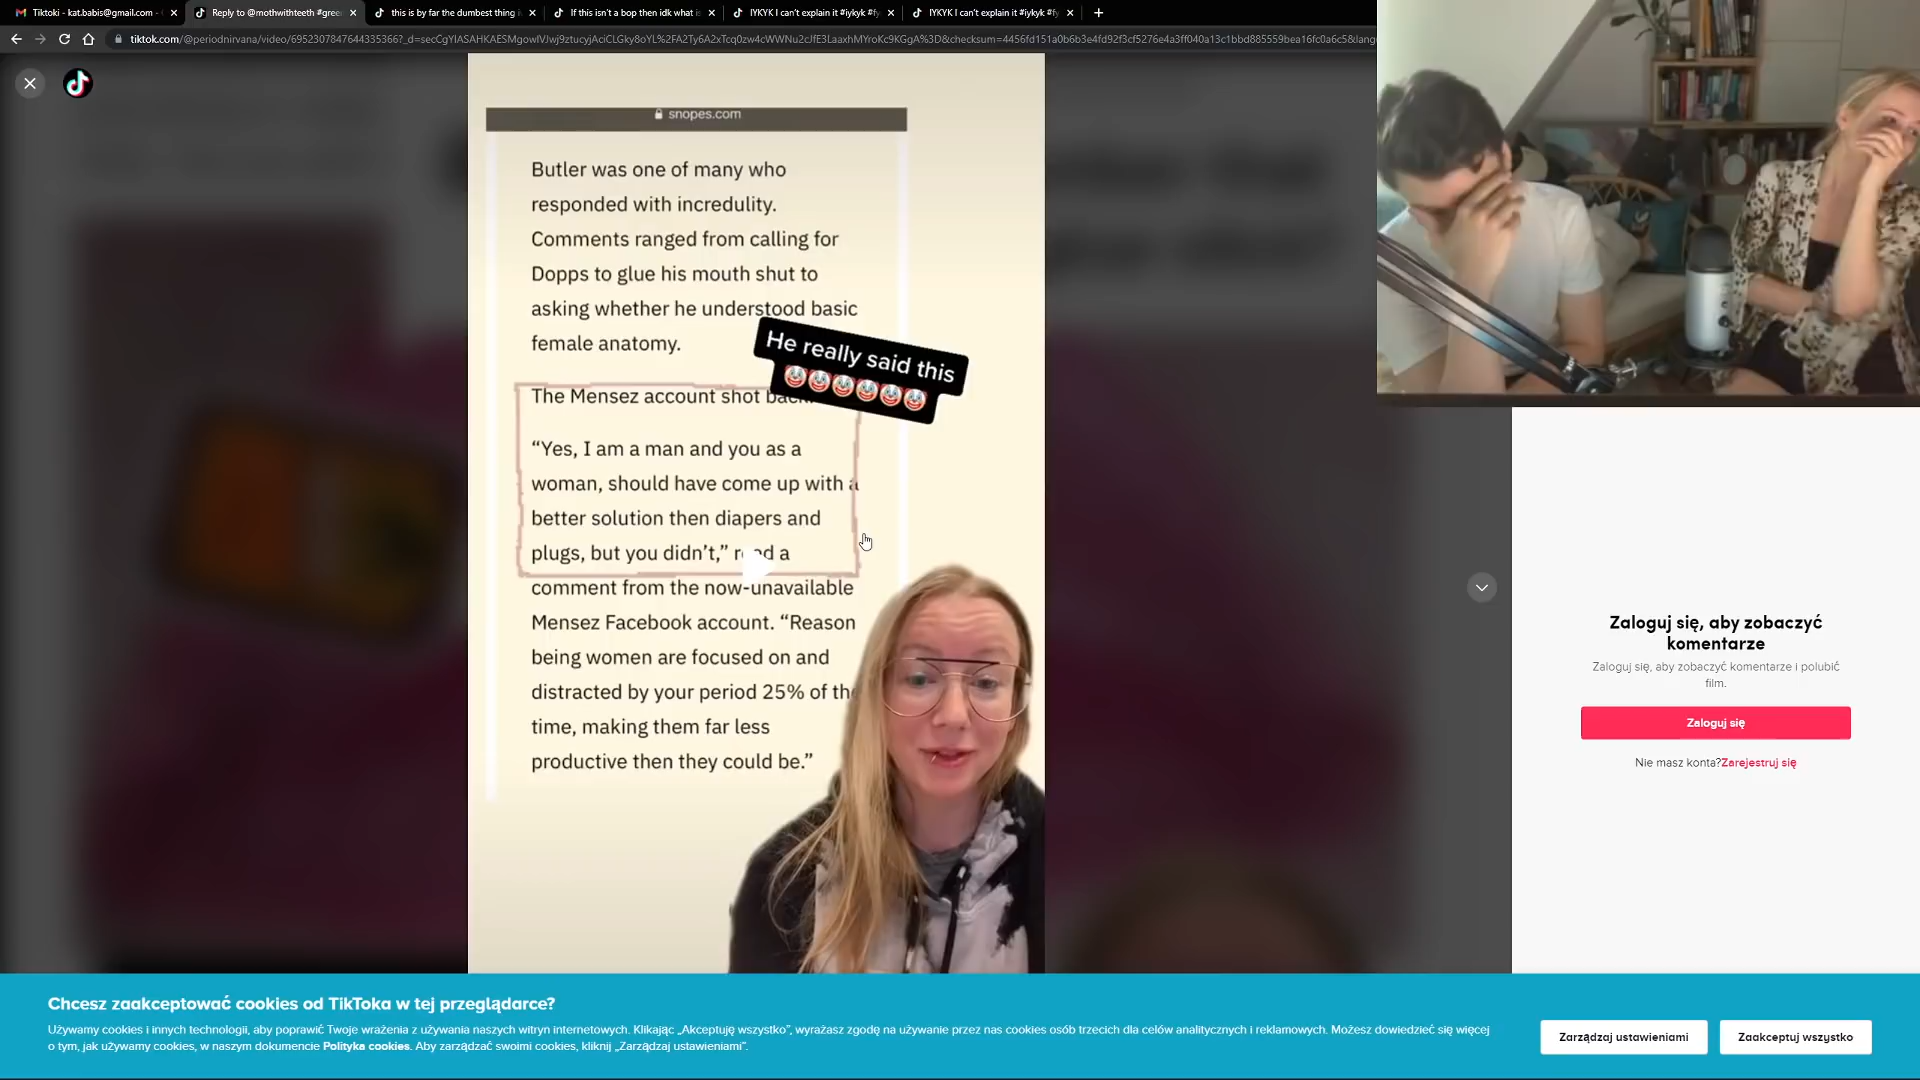 Tiktoki - kat.babis@gmail.com -
Reply to @mothwithteeth #gree
this is by far the dumbest thing i
If this isn't a bop then idk what i
IYKYK I can't explain it #iykyk #f
IYKYK I can't explain it #iykyk #f
snopes.com
Butler was one of many who
responded with incredulity.
Comments ranged from calling for
Dopps to glue his mouth shut to
asking whether he understood basic
female anatomy.
He really said this
🤡🤡🤡🤡🤡🤡
The Mensez account shot back:
“Yes, I am a man and you as a
woman, should have come up with a
better solution then diapers and
plugs, but you didn’t,” read a
comment from the now-unavailable
Mensez Facebook account. “Reason
being women are focused on and
distracted by your period 25% of the
time, making them far less
productive then they could be.”
Zaloguj się, aby zobaczyć
komentarze
Zaloguj się, aby zobaczyć komentarze i polubić
film.
Zaloguj się
Nie masz konta?Zarejestruj się
Chcesz zaakceptować cookies od TikToka w tej przeglądarce?
Używamy cookies i innych technologii, aby poprawić Twoje wrażenia z używania naszych witryn internetowych. Klikając „Akceptuję wszystko”, wyrażasz zgodę na używanie przez nas cookies osób trzecich dla celów analitycznych i reklamowych. Możesz dowiedzieć się więcej
o tym, jak używamy cookies, w naszym dokumencie Polityka cookies. Aby zarządzać swoimi cookies, kliknij „Zarządzaj ustawieniami”.
Zarządzaj ustawieniami
Zaakceptuj wszystko